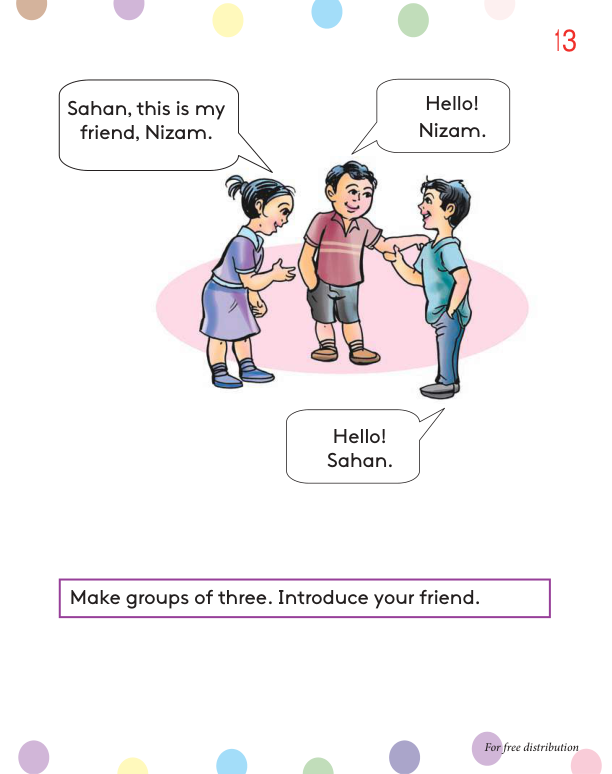 13
Sahan, this is my
friend, Nizam.
Hello!
Nizam.
Hello!
Sahan.
Make groups of three. Introduce your friend.
For free distribution